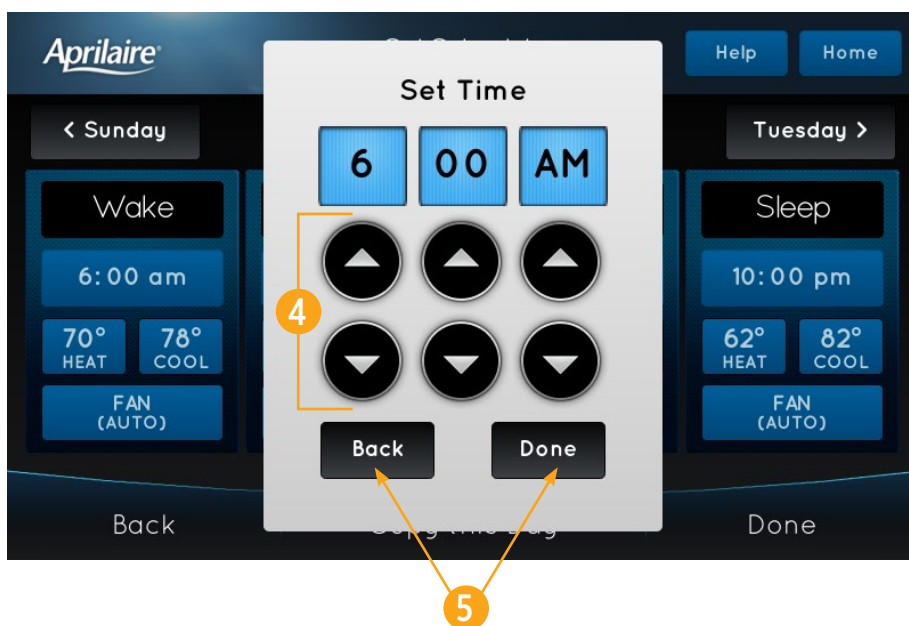 Aprilaire®
Help
Home
< Sunday
Tuesday >
Set Time
6 00 AM
Wake
6:00 am
70° 78°
HEAT COOL
FAN
(AUTO)
4
Back Done
Sleep
10:00 pm
62° 82°
HEAT COOL
FAN
(AUTO)
Back
Done
5